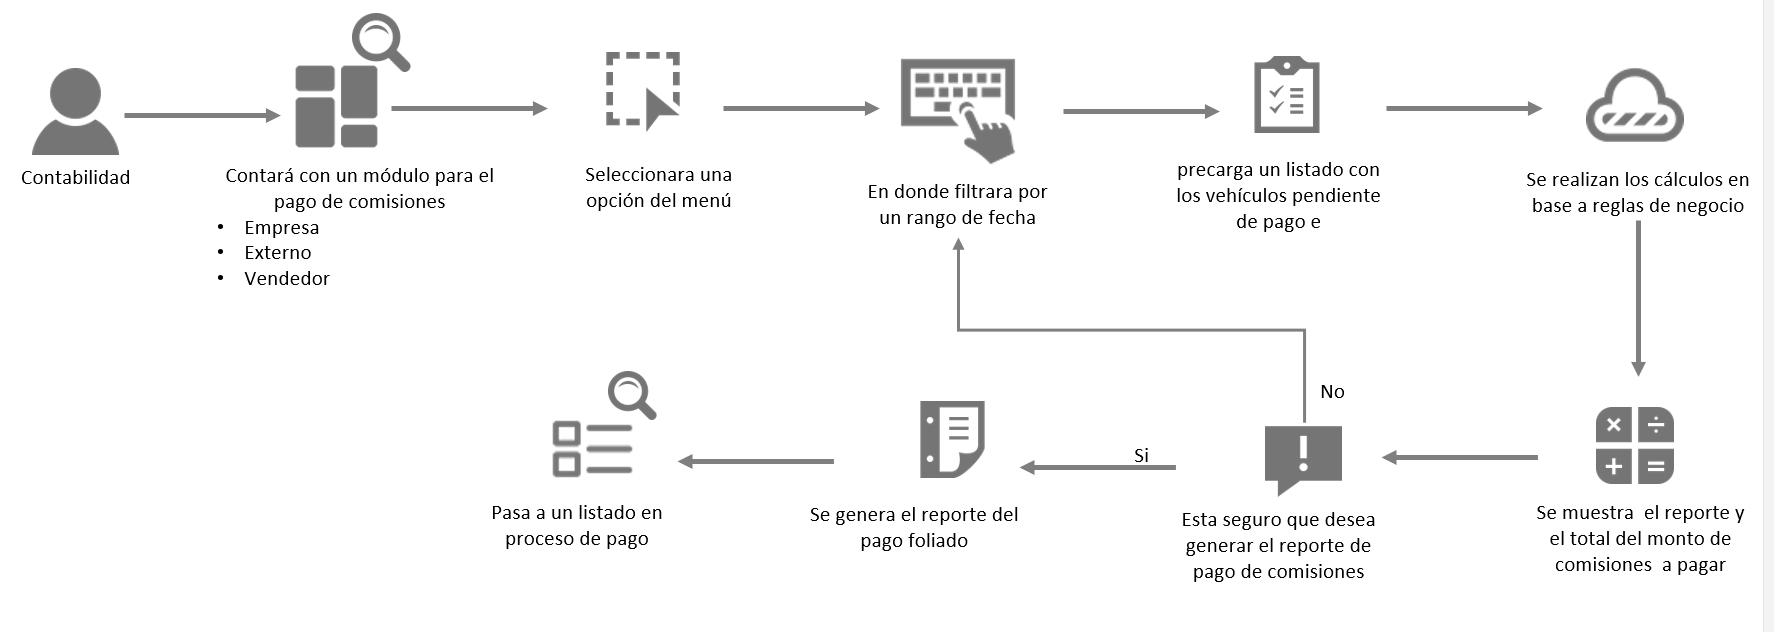 Contabilidad
Contará con un módulo para el
pago de comisiones
• Empresa
• Externo
• Vendedor
Seleccionara una
opción del menú
En donde filtrara por
un rango de fecha
precarga un listado con
los vehículos pendiente
de pago e
Se realizan los cálculos en
base a reglas de negocio
Se muestra  el reporte y
el total del monto de
comisiones  a pagar
No
Esta seguro que desea
generar el reporte de
pago de comisiones
Si
Se genera el reporte del
pago foliado
Pasa a un listado en
proceso de pago